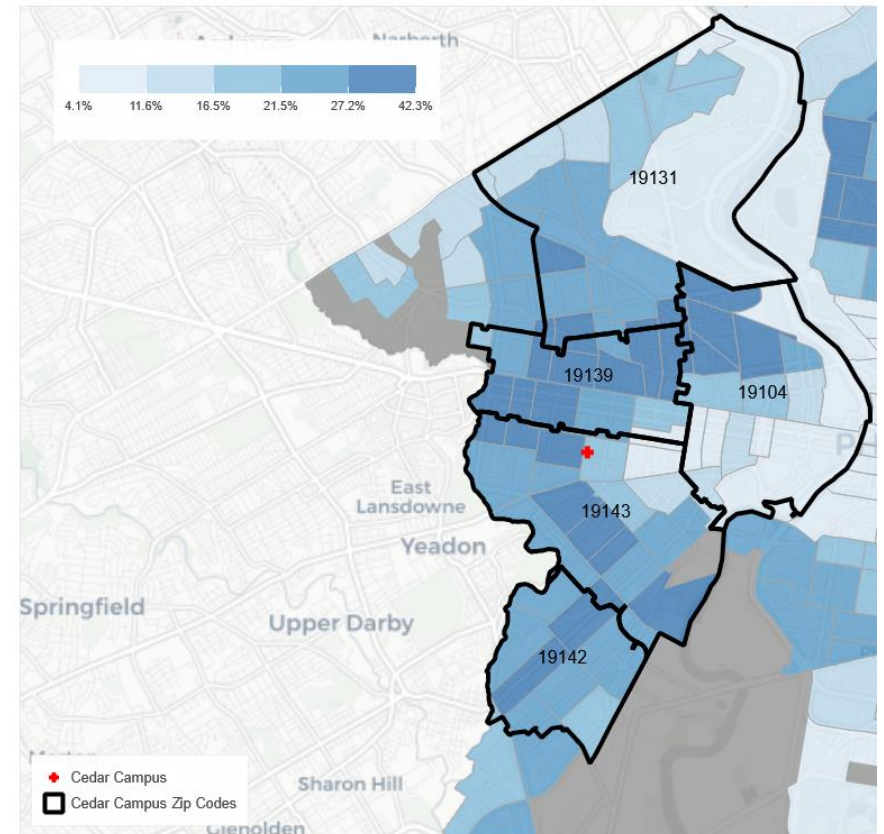 Narberth
4.1% 11.6% 16.5% 21.5% 27.2% 42.3%
19131
19139
19104
East
Lansdowne
19143
Yeadon
Springfield
Upper Darby
19142
Cedar Campus
Cedar Campus Zip Codes
Sharon Hill
Glenolden